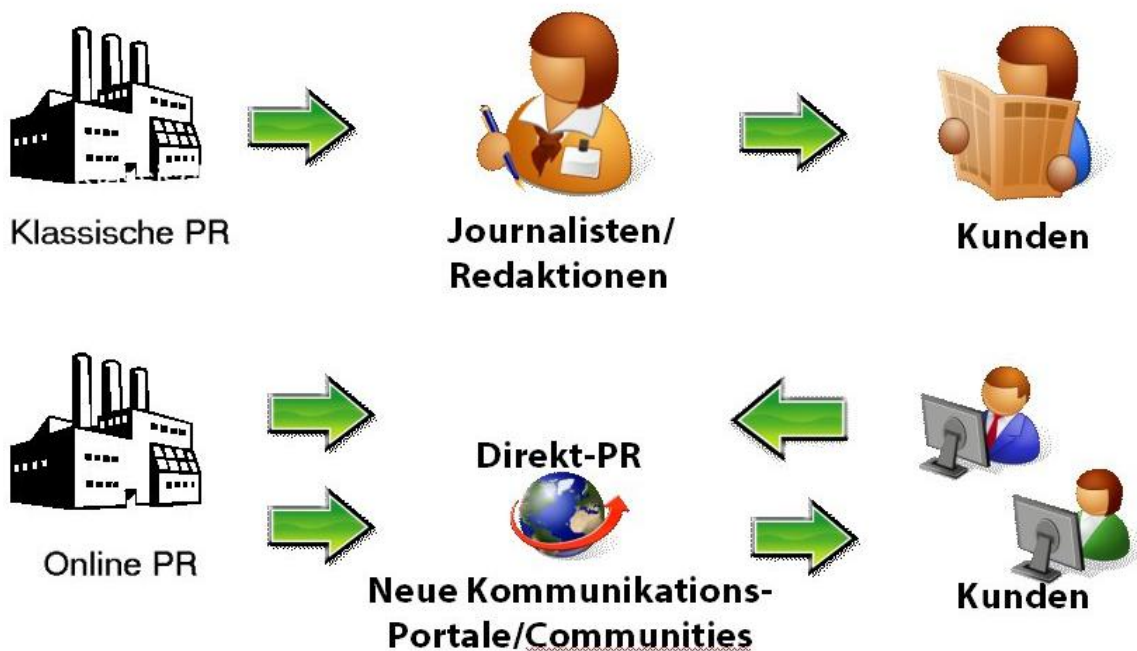 Klassische PR
Journalisten/
Redaktionen
Kunden
Online PR
Direkt-PR
Neue Kommunikations-
Portale/Communities
Kunden